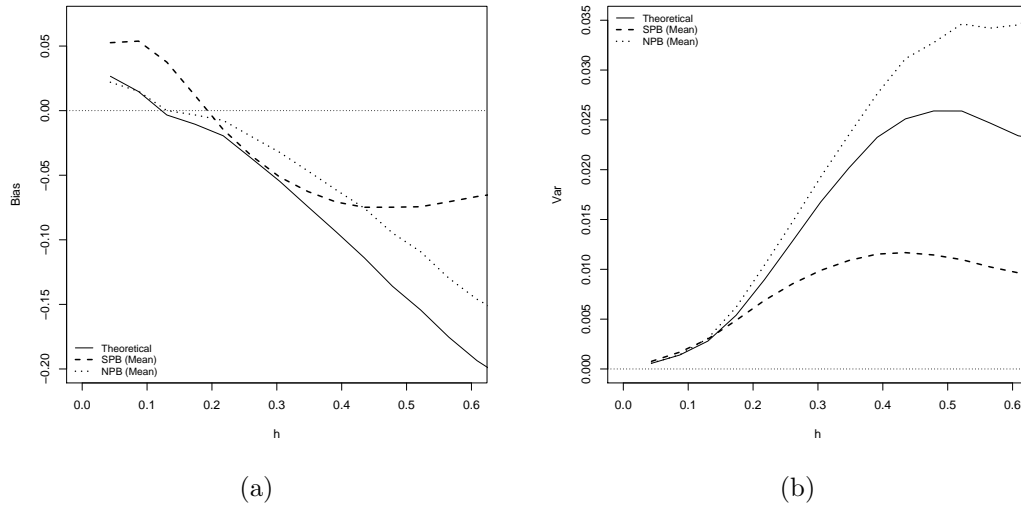 0.05
0.00
−0.05
−0.10
−0.15
−0.20
Bias
Theoretical
SPB (Mean)
NPB (Mean)
0.0 0.1 0.2 0.3 0.4 0.5 0.6
h
(a)
Theoretical
SPB (Mean)
NPB (Mean)
0.035
0.030
0.025
0.020
0.015
0.010
0.005
0.000
Var
0.0 0.1 0.2 0.3 0.4 0.5 0.6
h
(b)